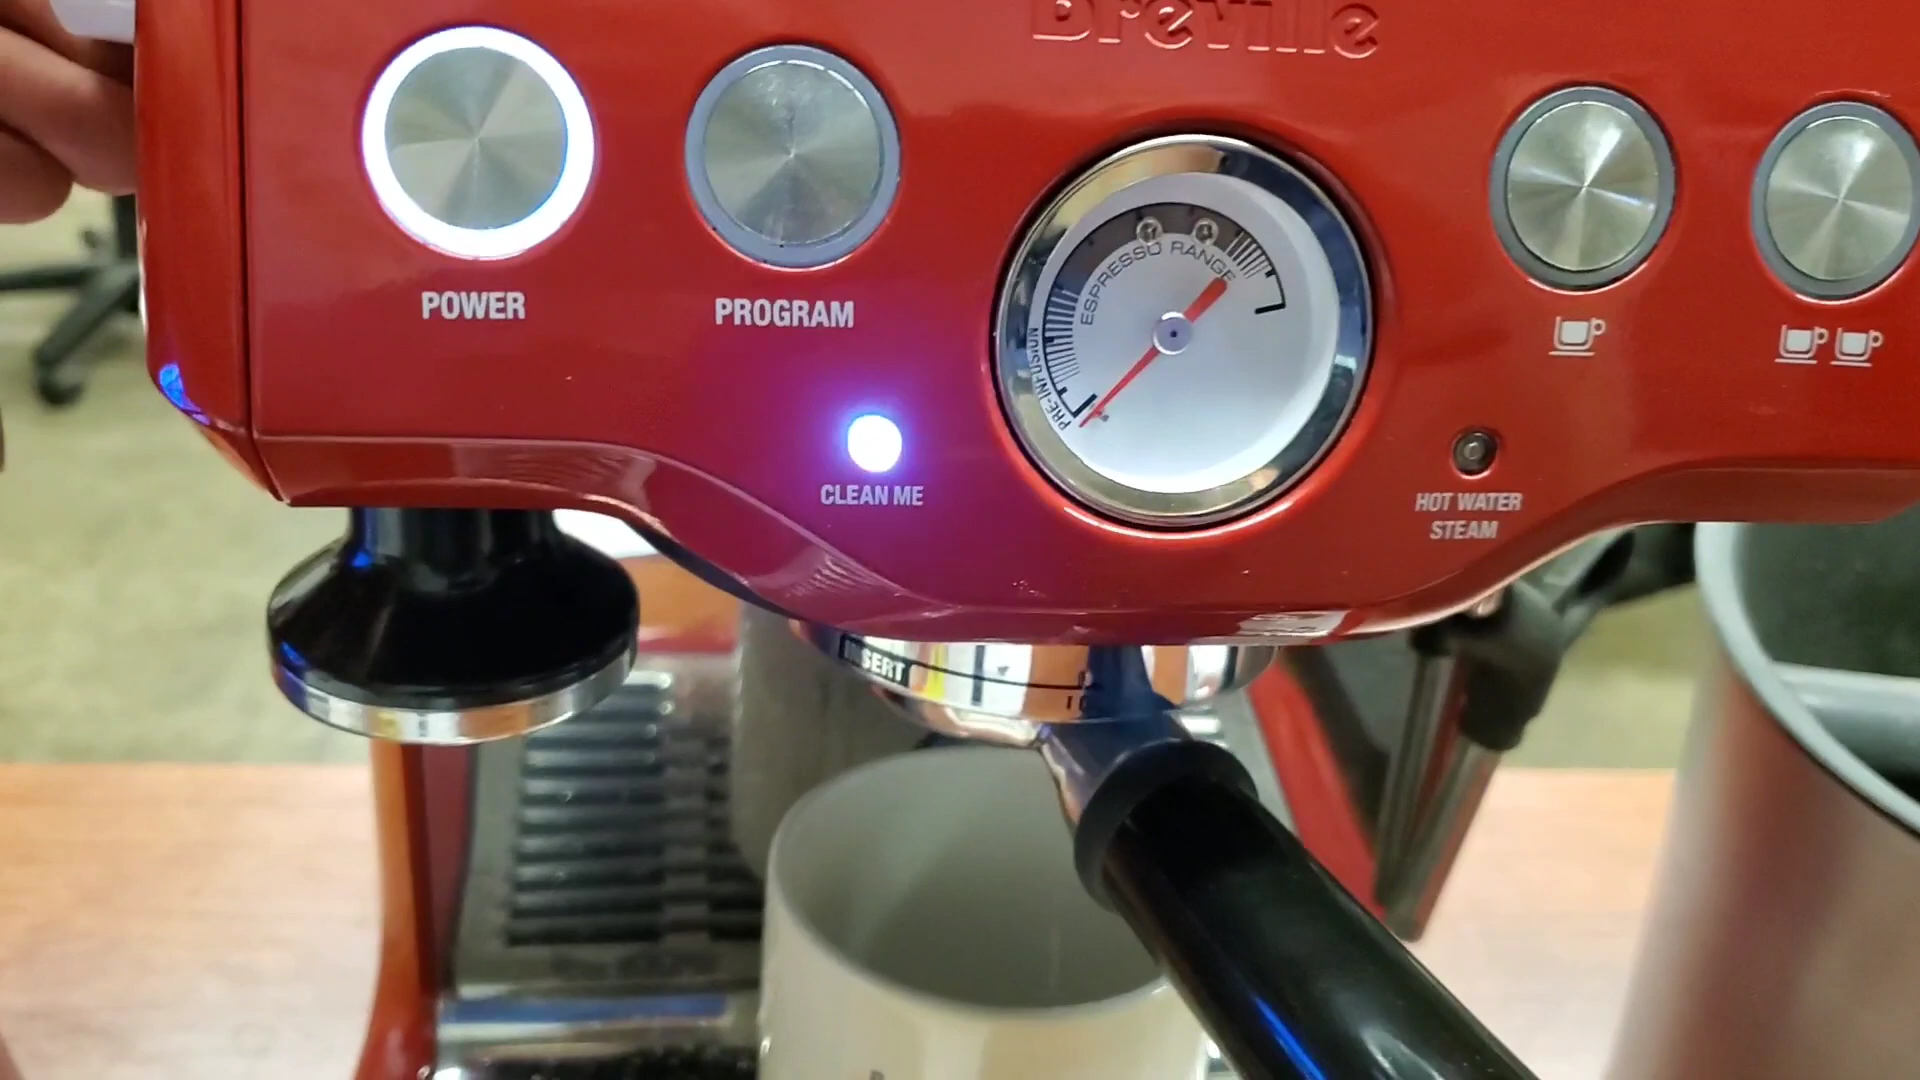 Breville
POWER
PROGRAM
ESPRESSO RANGE
PRE-INFUSION
CLEAN ME
HOT WATER
STEAM
INSERT